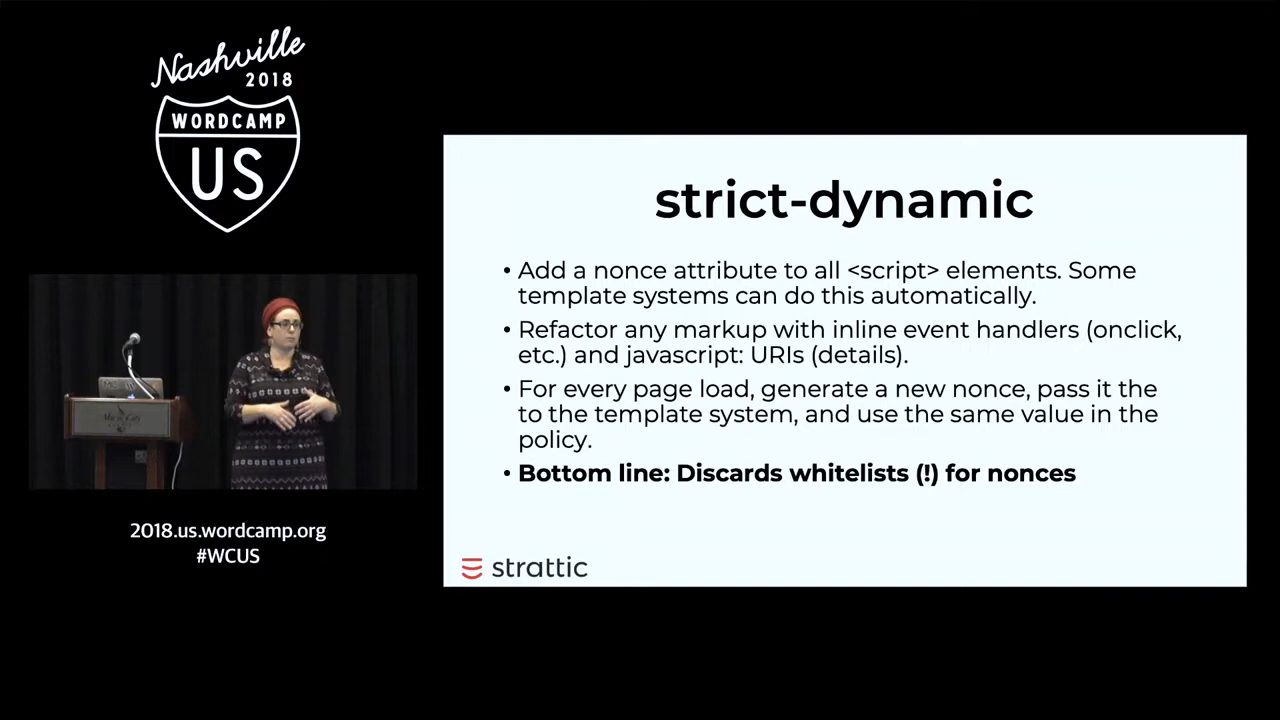 Nashville
2018
WORDCAMP
US
2018.us.wordcamp.org
#WCUS
strict-dynamic
• Add a nonce attribute to all <script> elements. Some
template systems can do this automatically.
• Refactor any markup with inline event handlers (onclick,
etc.) and javascript: URIs (details).
• For every page load, generate a new nonce, pass it the
to the template system, and use the same value in the
policy.
• Bottom line: Discards whitelists (!) for nonces
strattic